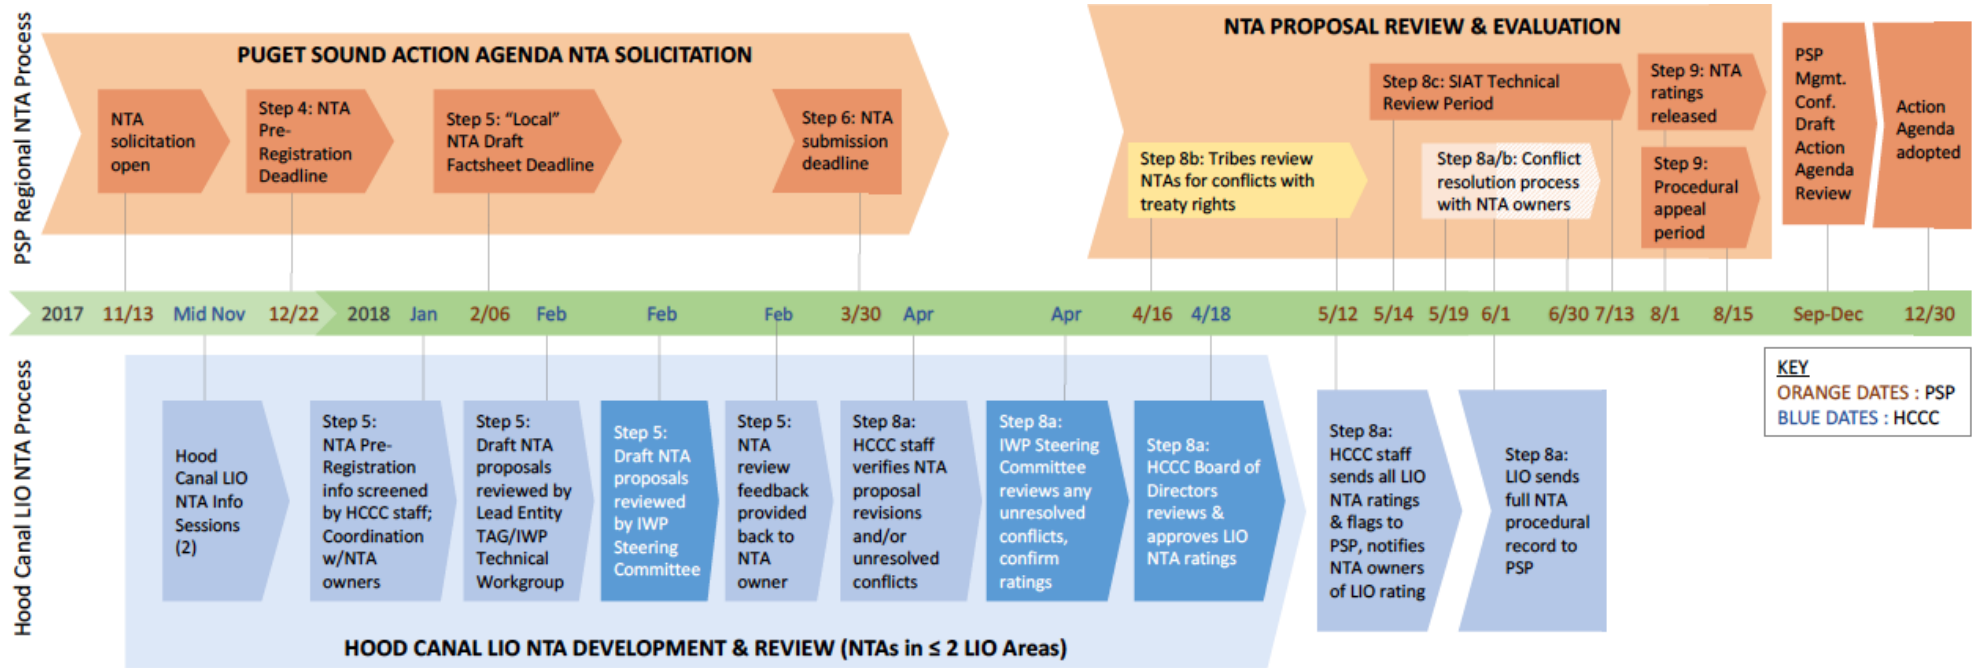 PSP Regional NTA Process
PUGET SOUND ACTION AGENDA NTA SOLICITATION
NTA
solicitation
open
Step 4: NTA
Pre-
Registration
Deadline
Step 5: “Local”
NTA Draft
Factsheet Deadline
Step 6: NTA
submission
deadline
NTA PROPOSAL REVIEW & EVALUATION
Step 8b: Tribes review
NTAs for conflicts with
treaty rights
Step 8c: SIAT Technical
Review Period
Step 8a/b: Conflict
resolution process
with NTA owners
Step 9: NTA
ratings
released
Step 9:
Procedural
appeal
period
PSP
Mgmt.
Conf.
Draft
Action
Agenda
Review
Action
Agenda
adopted
2017 11/13 Mid Nov 12/22 2018 Jan 2/06 Feb Feb Feb 3/30 Apr Apr 4/16 4/18 5/12 5/14 5/19 6/1 6/30 7/13 8/1 8/15 Sep-Dec 12/30
KEY
ORANGE DATES : PSP
BLUE DATES : HCCC
Hood Canal LIO NTA Process
Hood
Canal LIO
NTA Info
Sessions
(2)
Step 5:
NTA Pre-
Registration
info screened
by HCCC staff;
Coordination
w/NTA
owners
Step 5:
Draft NTA
proposals
reviewed by
Lead Entity
TAG/IWP
Technical
Workgroup
Step 5:
Draft NTA
proposals
reviewed
by IWP
Steering
Committee
Step 5:
NTA
review
feedback
provided
back to
NTA
owner
Step 8a:
HCCC staff
verifies NTA
proposal
revisions
and/or
unresolved
conflicts
Step 8a:
IWP Steering
Committee
reviews any
unresolved
conflicts,
confirm
ratings
Step 8a:
HCCC Board of
Directors
reviews &
approves LIO
NTA ratings
Step 8a:
HCCC staff
sends all LIO
NTA ratings
& flags to
PSP, notifies
NTA owners
of LIO rating
Step 8a:
LIO sends
full NTA
procedural
record to
PSP
HOOD CANAL LIO NTA DEVELOPMENT & REVIEW (NTAs in ≤ 2 LIO Areas)